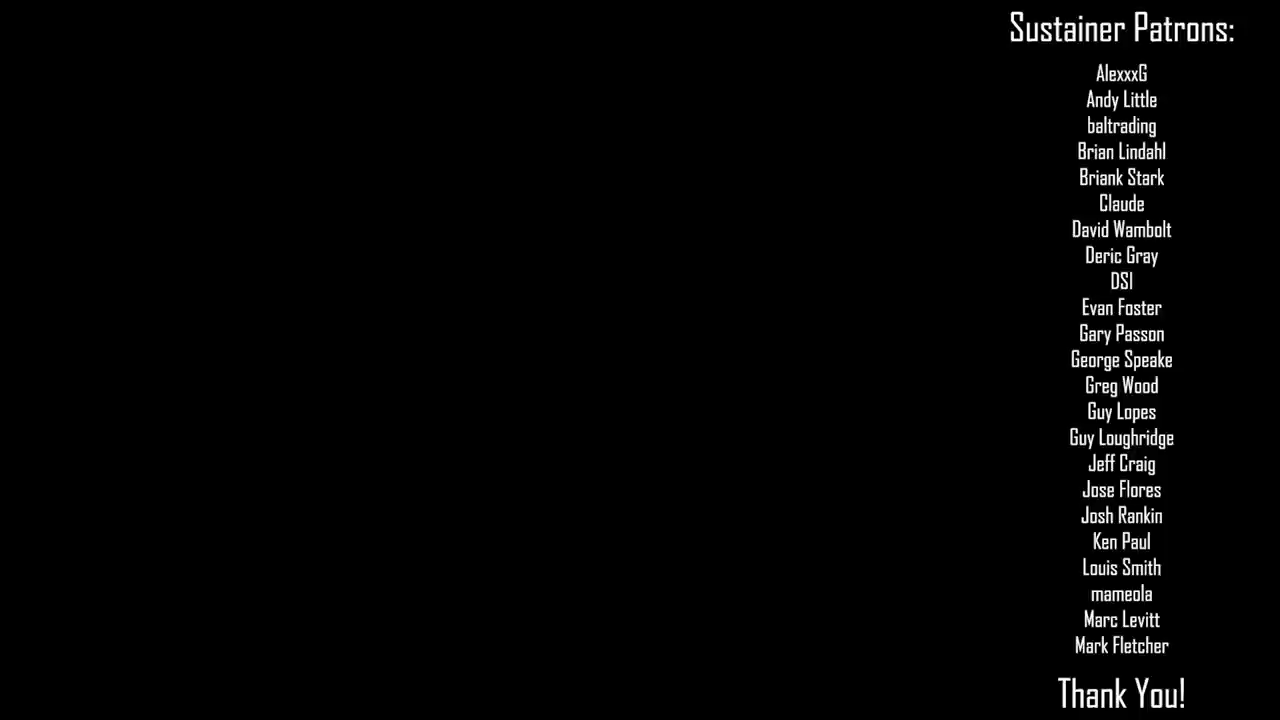 Sustainer Patrons:
AlexxxG
Andy Little
baltrading
Brian Lindahl
Briank Stark
Claude
David Wambolt
Deric Gray
DSI
Evan Foster
Gary Passon
George Speake
Greg Wood
Guy Lopes
Guy Loughridge
Jeff Craig
Jose Flores
Josh Rankin
Ken Paul
Louis Smith
mameola
Marc Levitt
Mark Fletcher
Thank You!